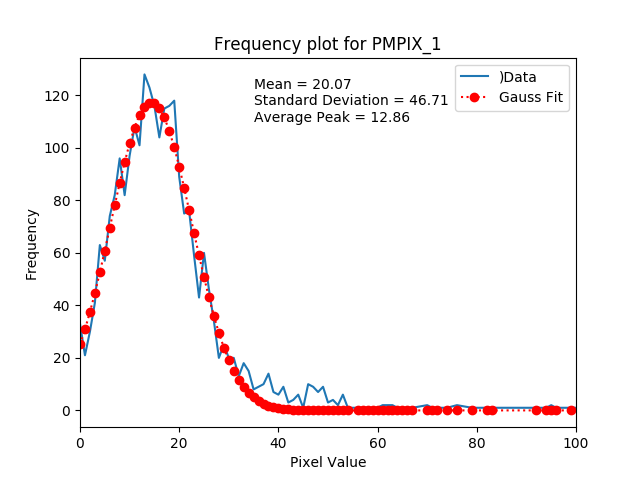 Frequency plot for PMPIX_1
Mean = 20.07
Standard Deviation = 46.71
Average Peak = 12.86
)Data
Gauss Fit
120
100
80
60
40
20
0
Frequency
0 20 40 60 80 100
Pixel Value